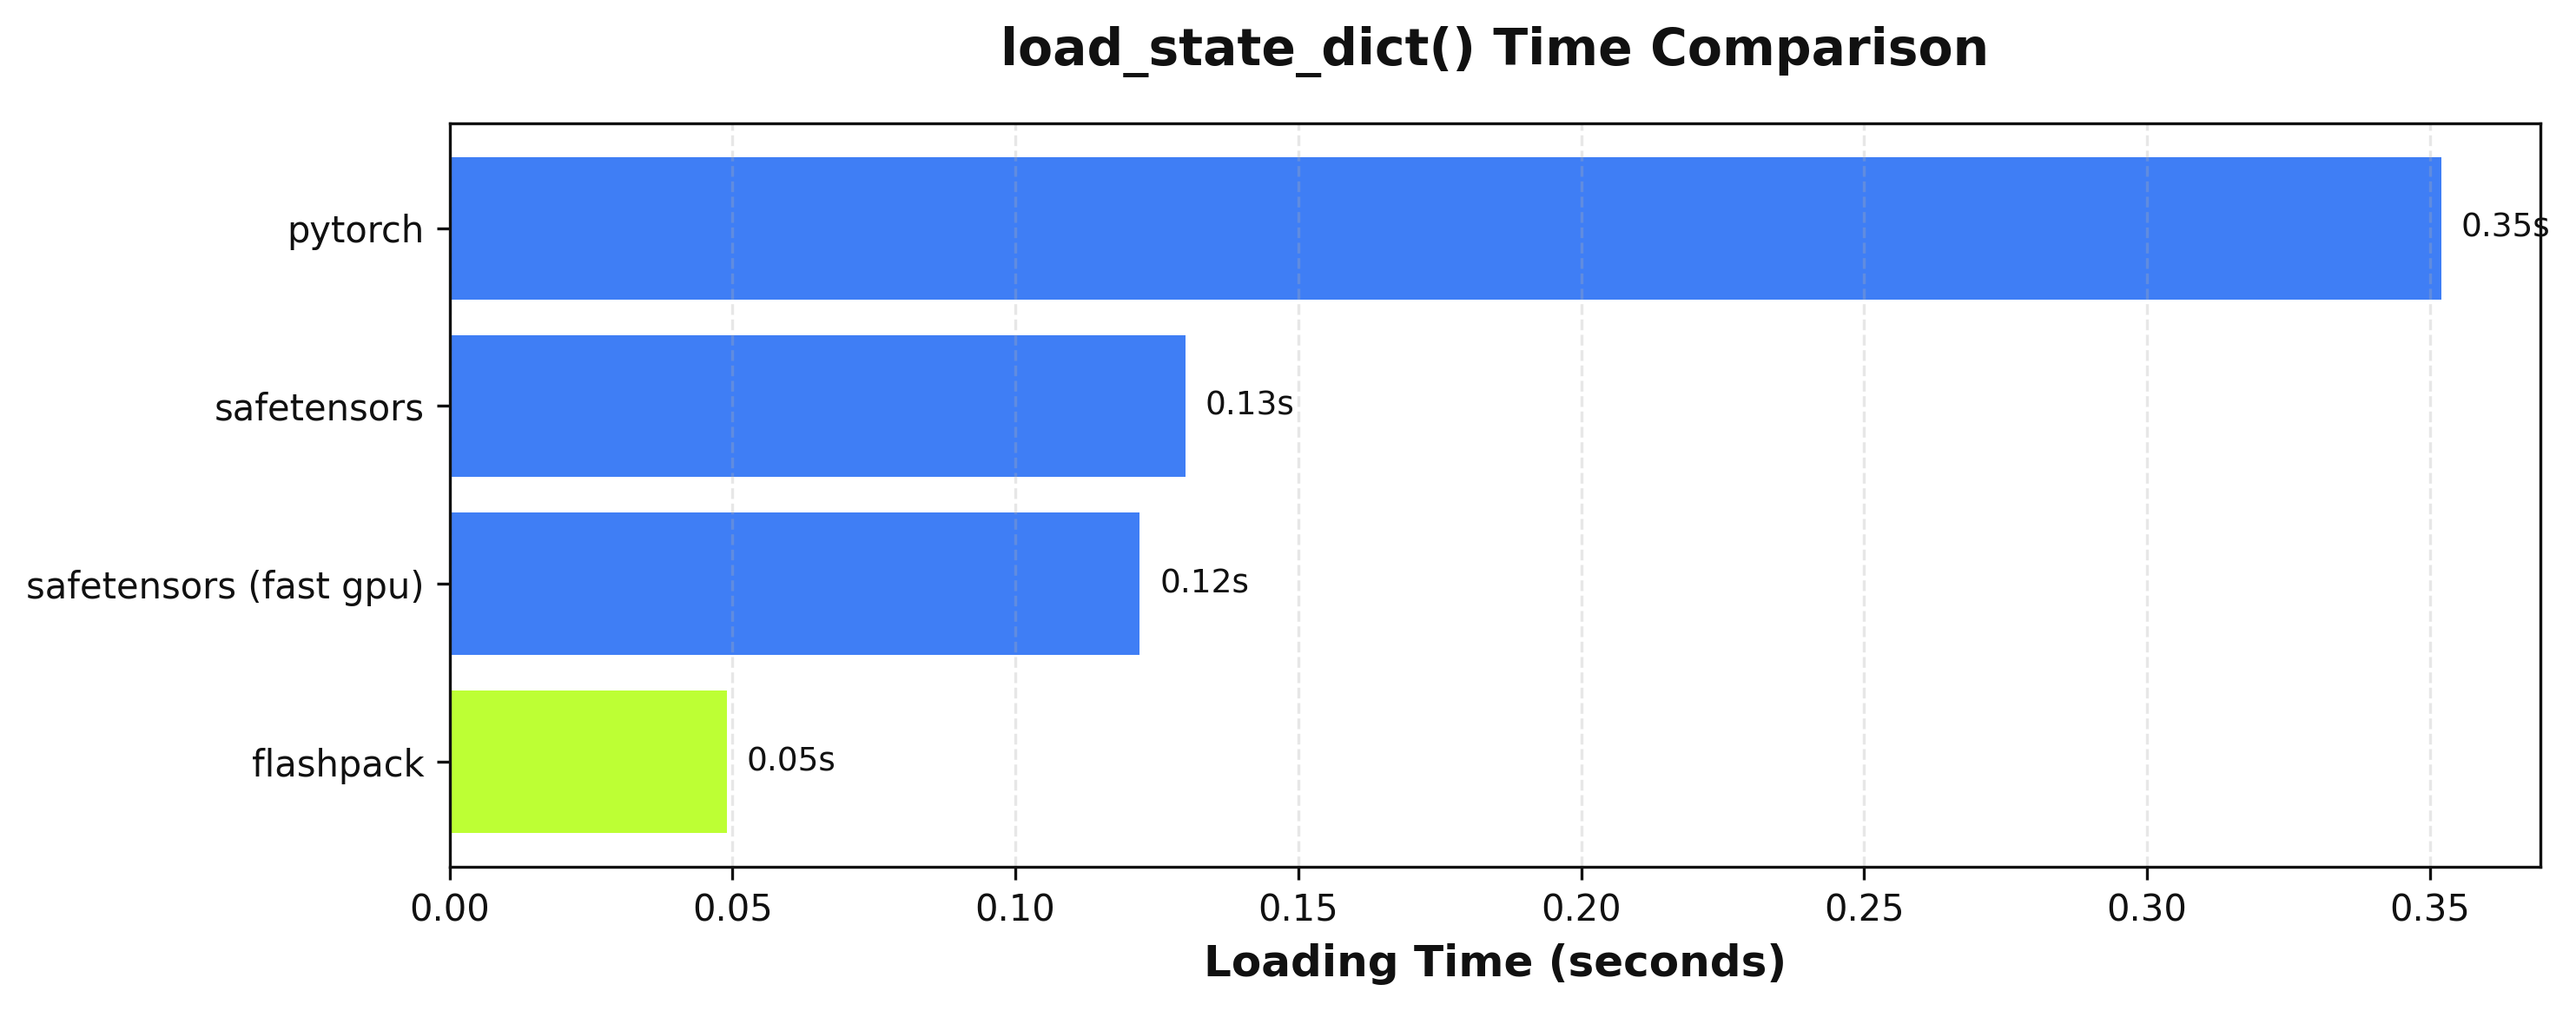 load_state_dict() Time Comparison
pytorch
0.35s
safetensors
0.13s
safetensors (fast gpu)
0.12s
flashpack
0.05s
0.00 0.05 0.10 0.15 0.20 0.25 0.30 0.35
Loading Time (seconds)